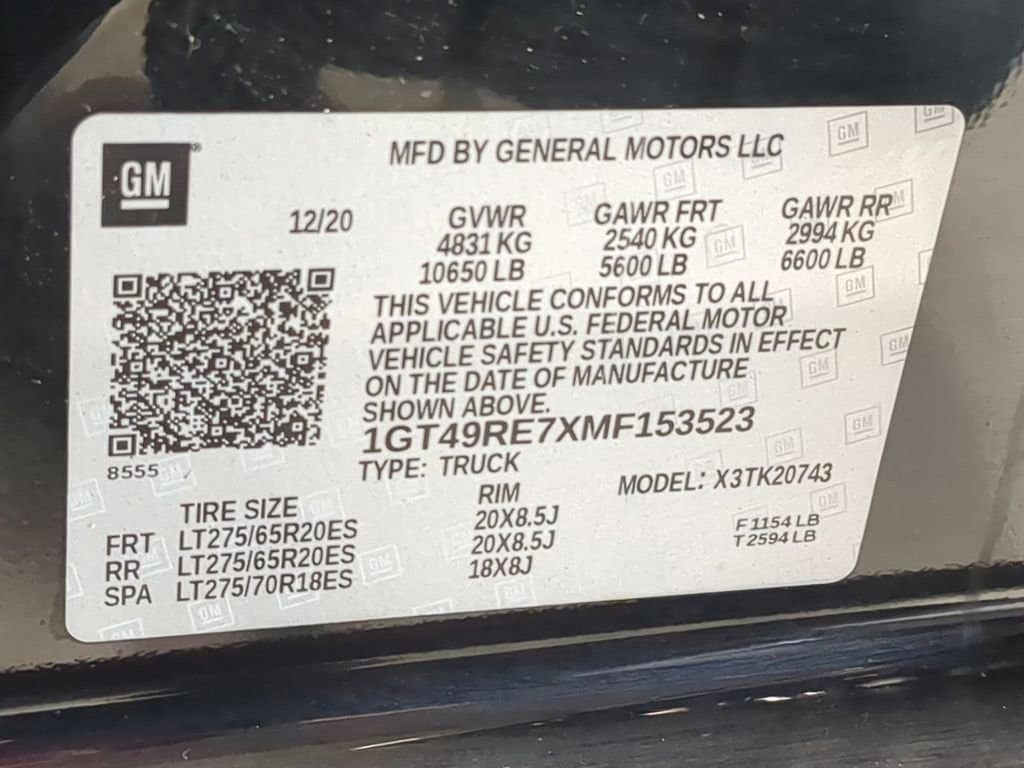 GM
MFD BY GENERAL MOTORS LLC
12/20 GVWR GAWR FRT GAWR RR
4831 KG 2540 KG 2994 KG
10650 LB 5600 LB 6600 LB
THIS VEHICLE CONFORMS TO ALL
APPLICABLE U.S. FEDERAL MOTOR
VEHICLE SAFETY STANDARDS IN EFFECT
ON THE DATE OF MANUFACTURE
SHOWN ABOVE.
1GT49RE7XMF153523
8555
TYPE: TRUCK MODEL: X3TK20743
TIRE SIZE RIM
FRT LT275/65R20ES 20X8.5J F1154 LB
RR LT275/65R20ES 20X8.5J T2594 LB
SPA LT275/70R18ES 18X8J